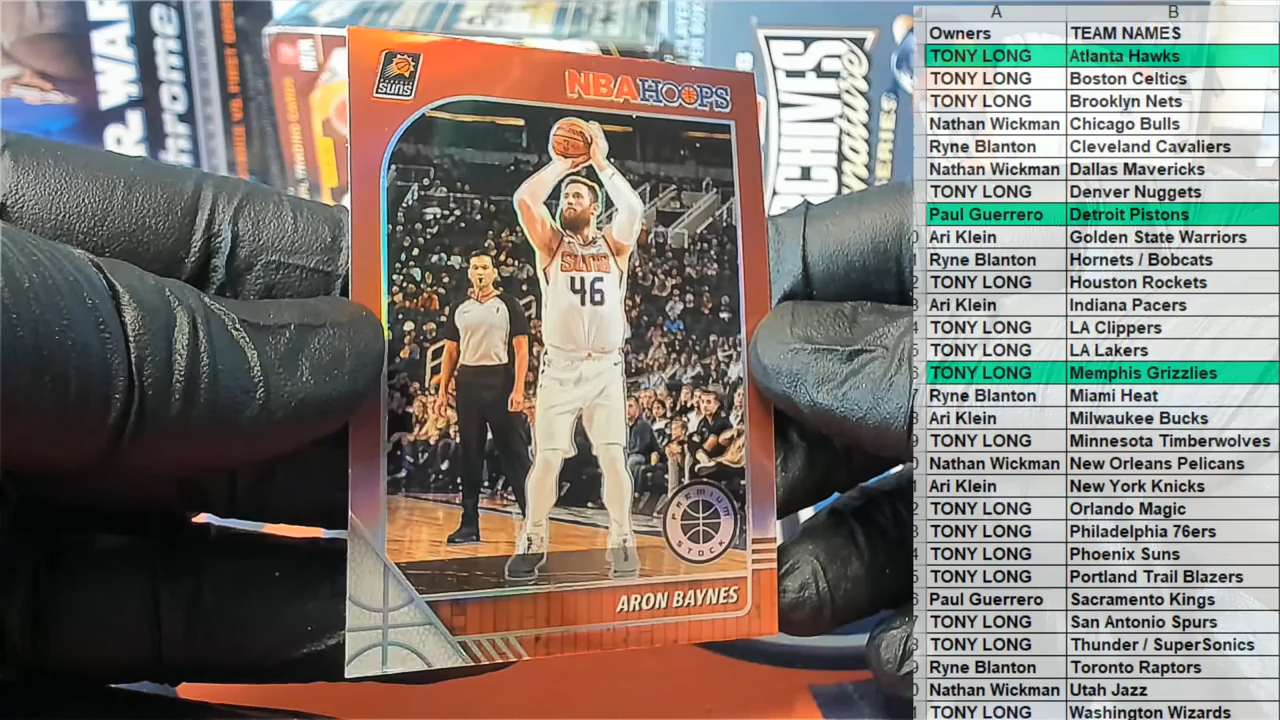 R. WAR
chrome
NBA
ARCHIVES
SERIES
SUNS
NBA HOOPS
SUNS
46
PREMIUM
STOCK
ARON BAYNES
A B
Owners TEAM NAMES
TONY LONG Atlanta Hawks
TONY LONG Boston Celtics
TONY LONG Brooklyn Nets
Nathan Wickman Chicago Bulls
Ryne Blanton Cleveland Cavaliers
Nathan Wickman Dallas Mavericks
TONY LONG Denver Nuggets
Paul Guerrero Detroit Pistons
Ari Klein Golden State Warriors
Ryne Blanton Hornets / Bobcats
TONY LONG Houston Rockets
Ari Klein Indiana Pacers
TONY LONG LA Clippers
TONY LONG LA Lakers
TONY LONG Memphis Grizzlies
Ryne Blanton Miami Heat
Ari Klein Milwaukee Bucks
TONY LONG Minnesota Timberwolves
Nathan Wickman New Orleans Pelicans
Ari Klein New York Knicks
TONY LONG Orlando Magic
TONY LONG Philadelphia 76ers
TONY LONG Phoenix Suns
TONY LONG Portland Trail Blazers
Paul Guerrero Sacramento Kings
TONY LONG San Antonio Spurs
TONY LONG Thunder / SuperSonics
Ryne Blanton Toronto Raptors
Nathan Wickman Utah Jazz
TONY LONG Washington Wizards